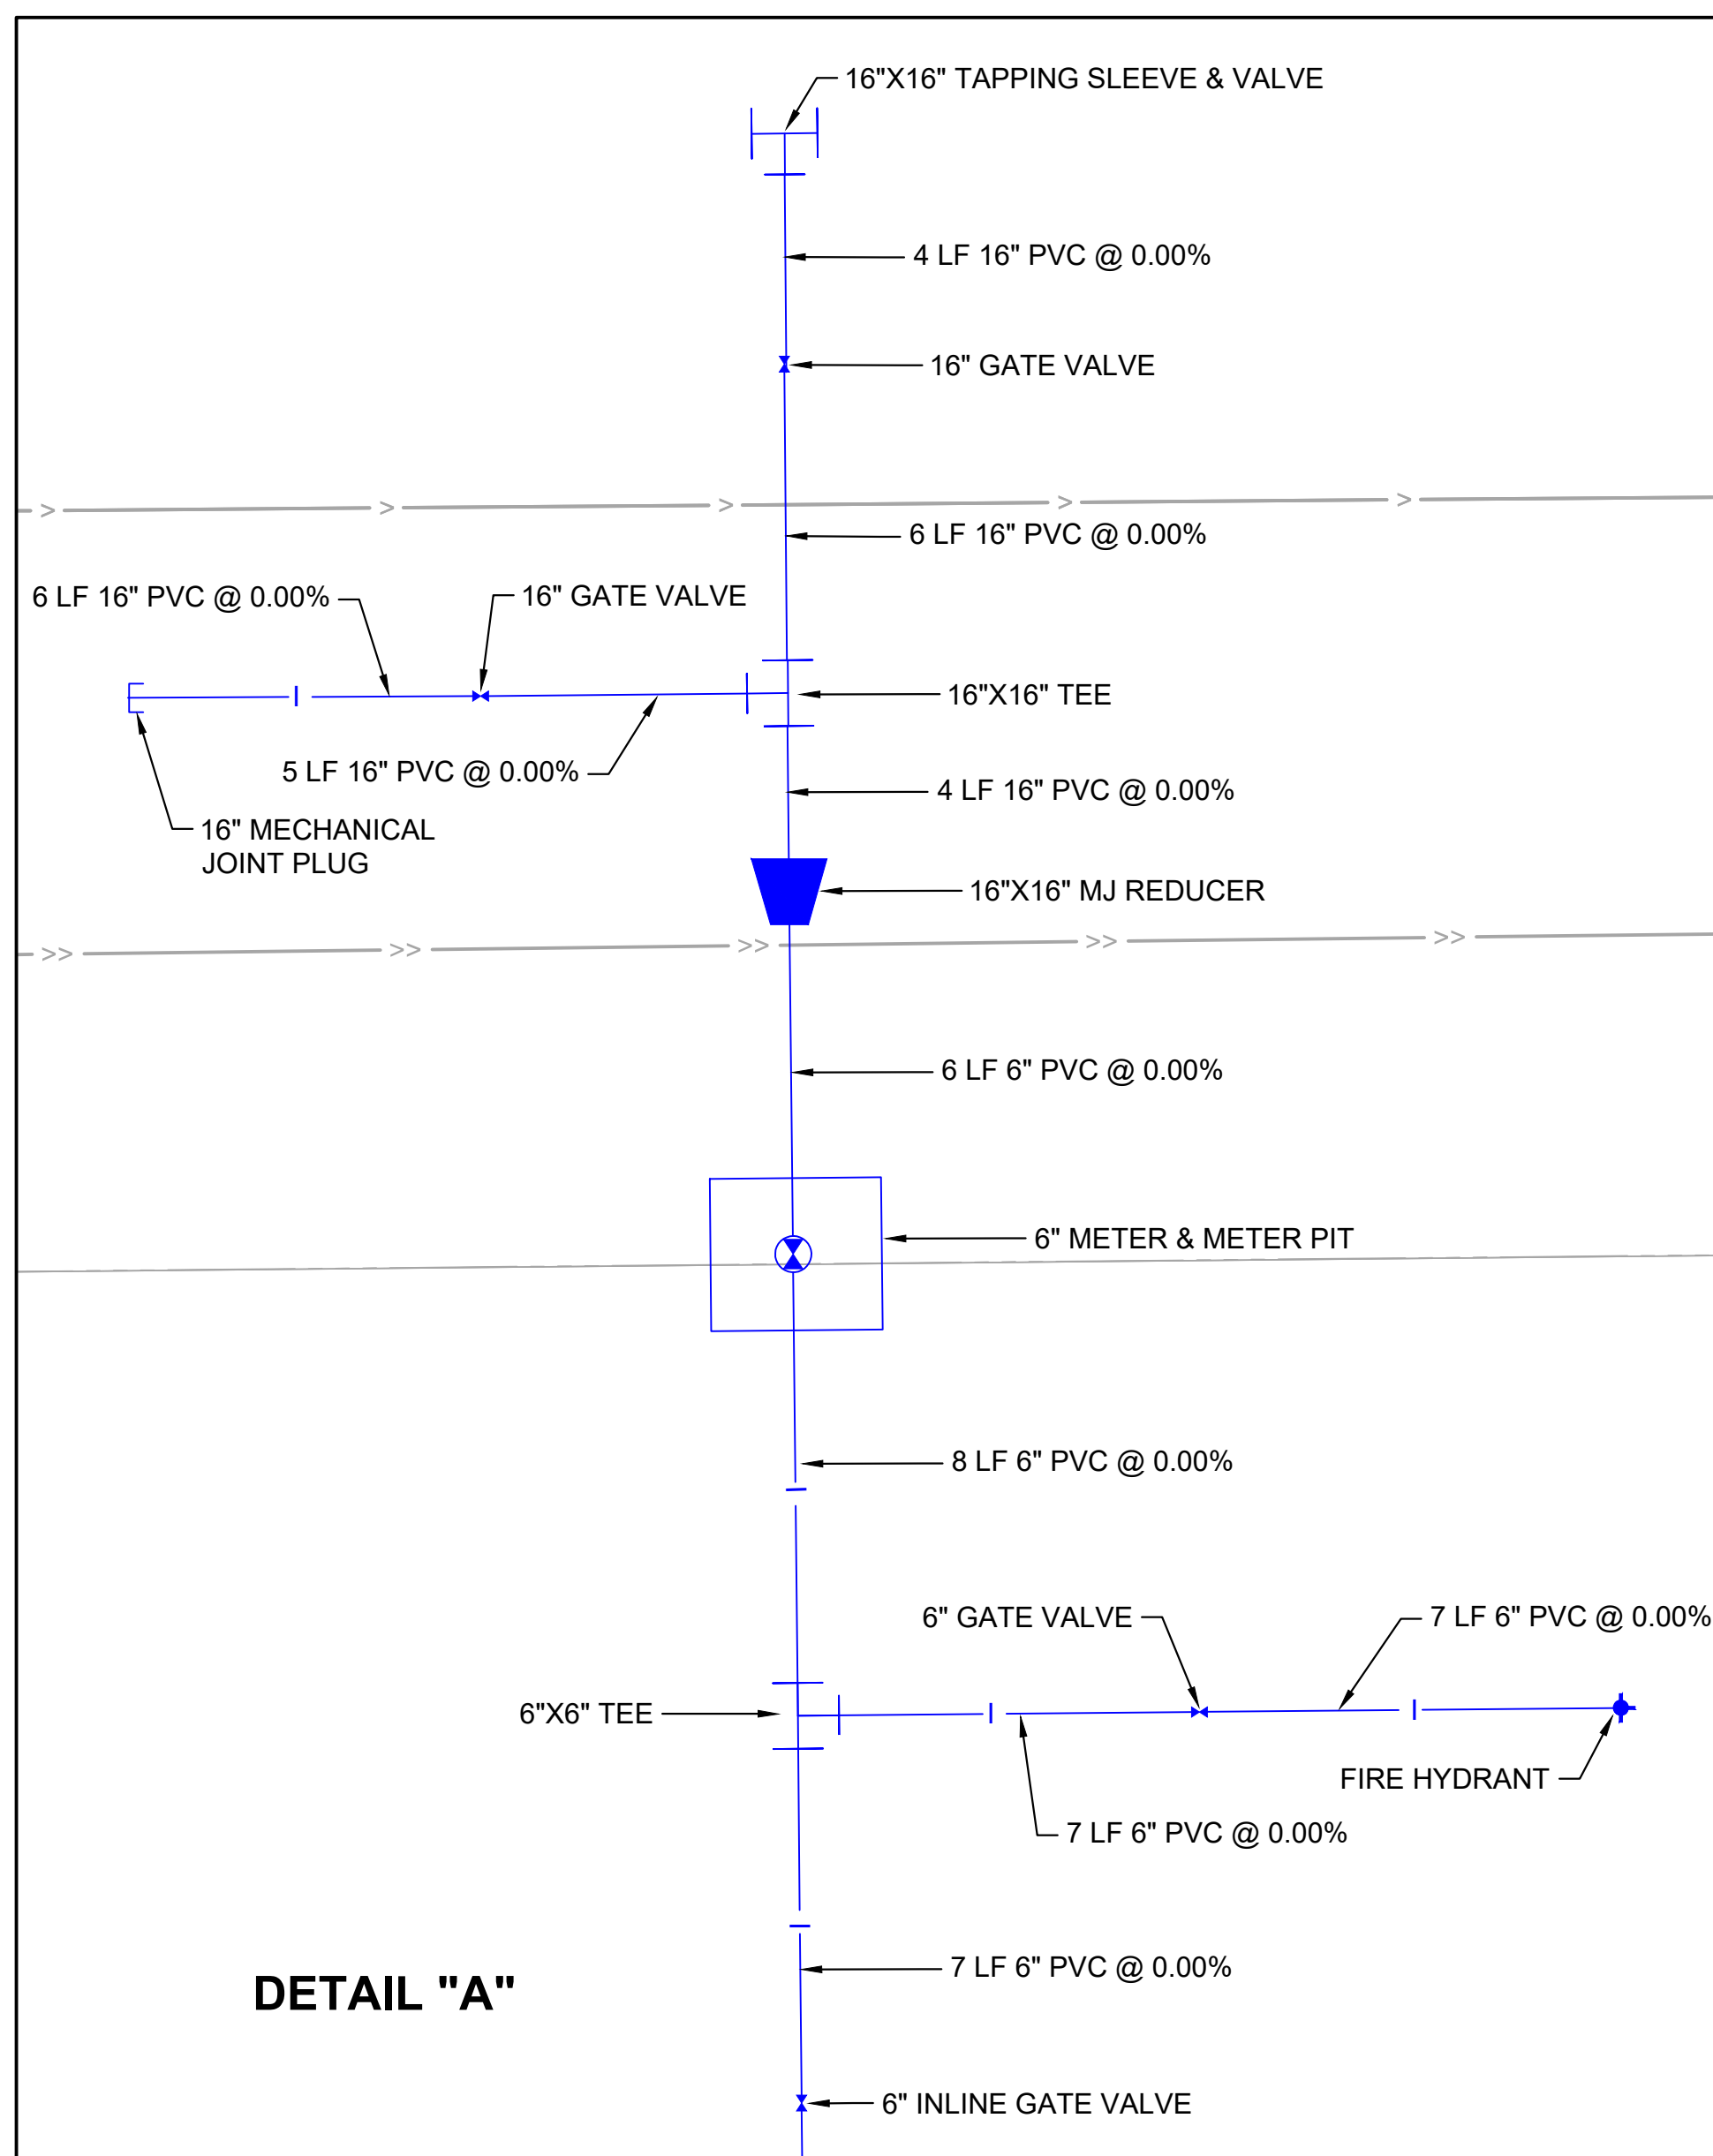 16"X16" TAPPING SLEEVE & VALVE
4 LF 16" PVC @ 0.00%
16" GATE VALVE
> > > > >
6 LF 16" PVC @ 0.00%
6 LF 16" PVC @ 0.00%
16" GATE VALVE
16"X16" TEE
5 LF 16" PVC @ 0.00%
4 LF 16" PVC @ 0.00%
16" MECHANICAL
JOINT PLUG
16"X16" MJ REDUCER
>> >> >> >> >>
6 LF 6" PVC @ 0.00%
6" METER & METER PIT
8 LF 6" PVC @ 0.00%
6" GATE VALVE
7 LF 6" PVC @ 0.00%
6"X6" TEE
FIRE HYDRANT
7 LF 6" PVC @ 0.00%
7 LF 6" PVC @ 0.00%
DETAIL "A"
6" INLINE GATE VALVE